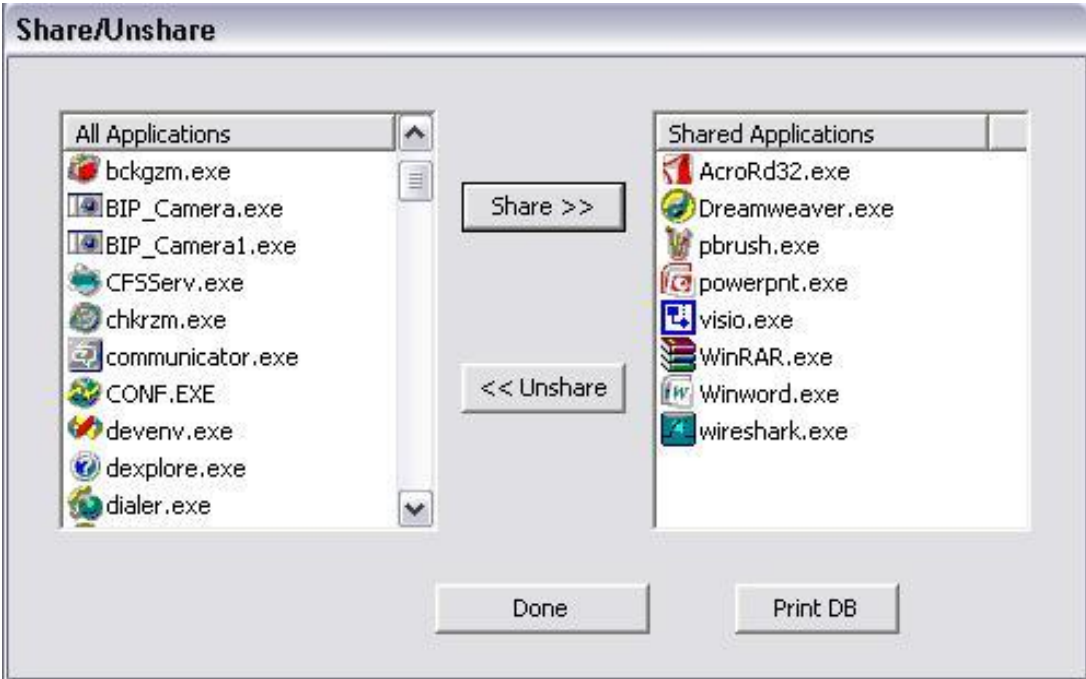 Share/Unshare
All Applications
bckgzm.exe
BIP_Camera.exe
BIP_Camera1.exe
CFSServ.exe
chkrzm.exe
communicator.exe
CONF.EXE
devenv.exe
dexplore.exe
dialer.exe
Share >>
<< Unshare
Shared Applications
AcroRd32.exe
Dreamweaver.exe
pbrush.exe
powerpnt.exe
visio.exe
WinRAR.exe
Winword.exe
wireshark.exe
Done
Print DB